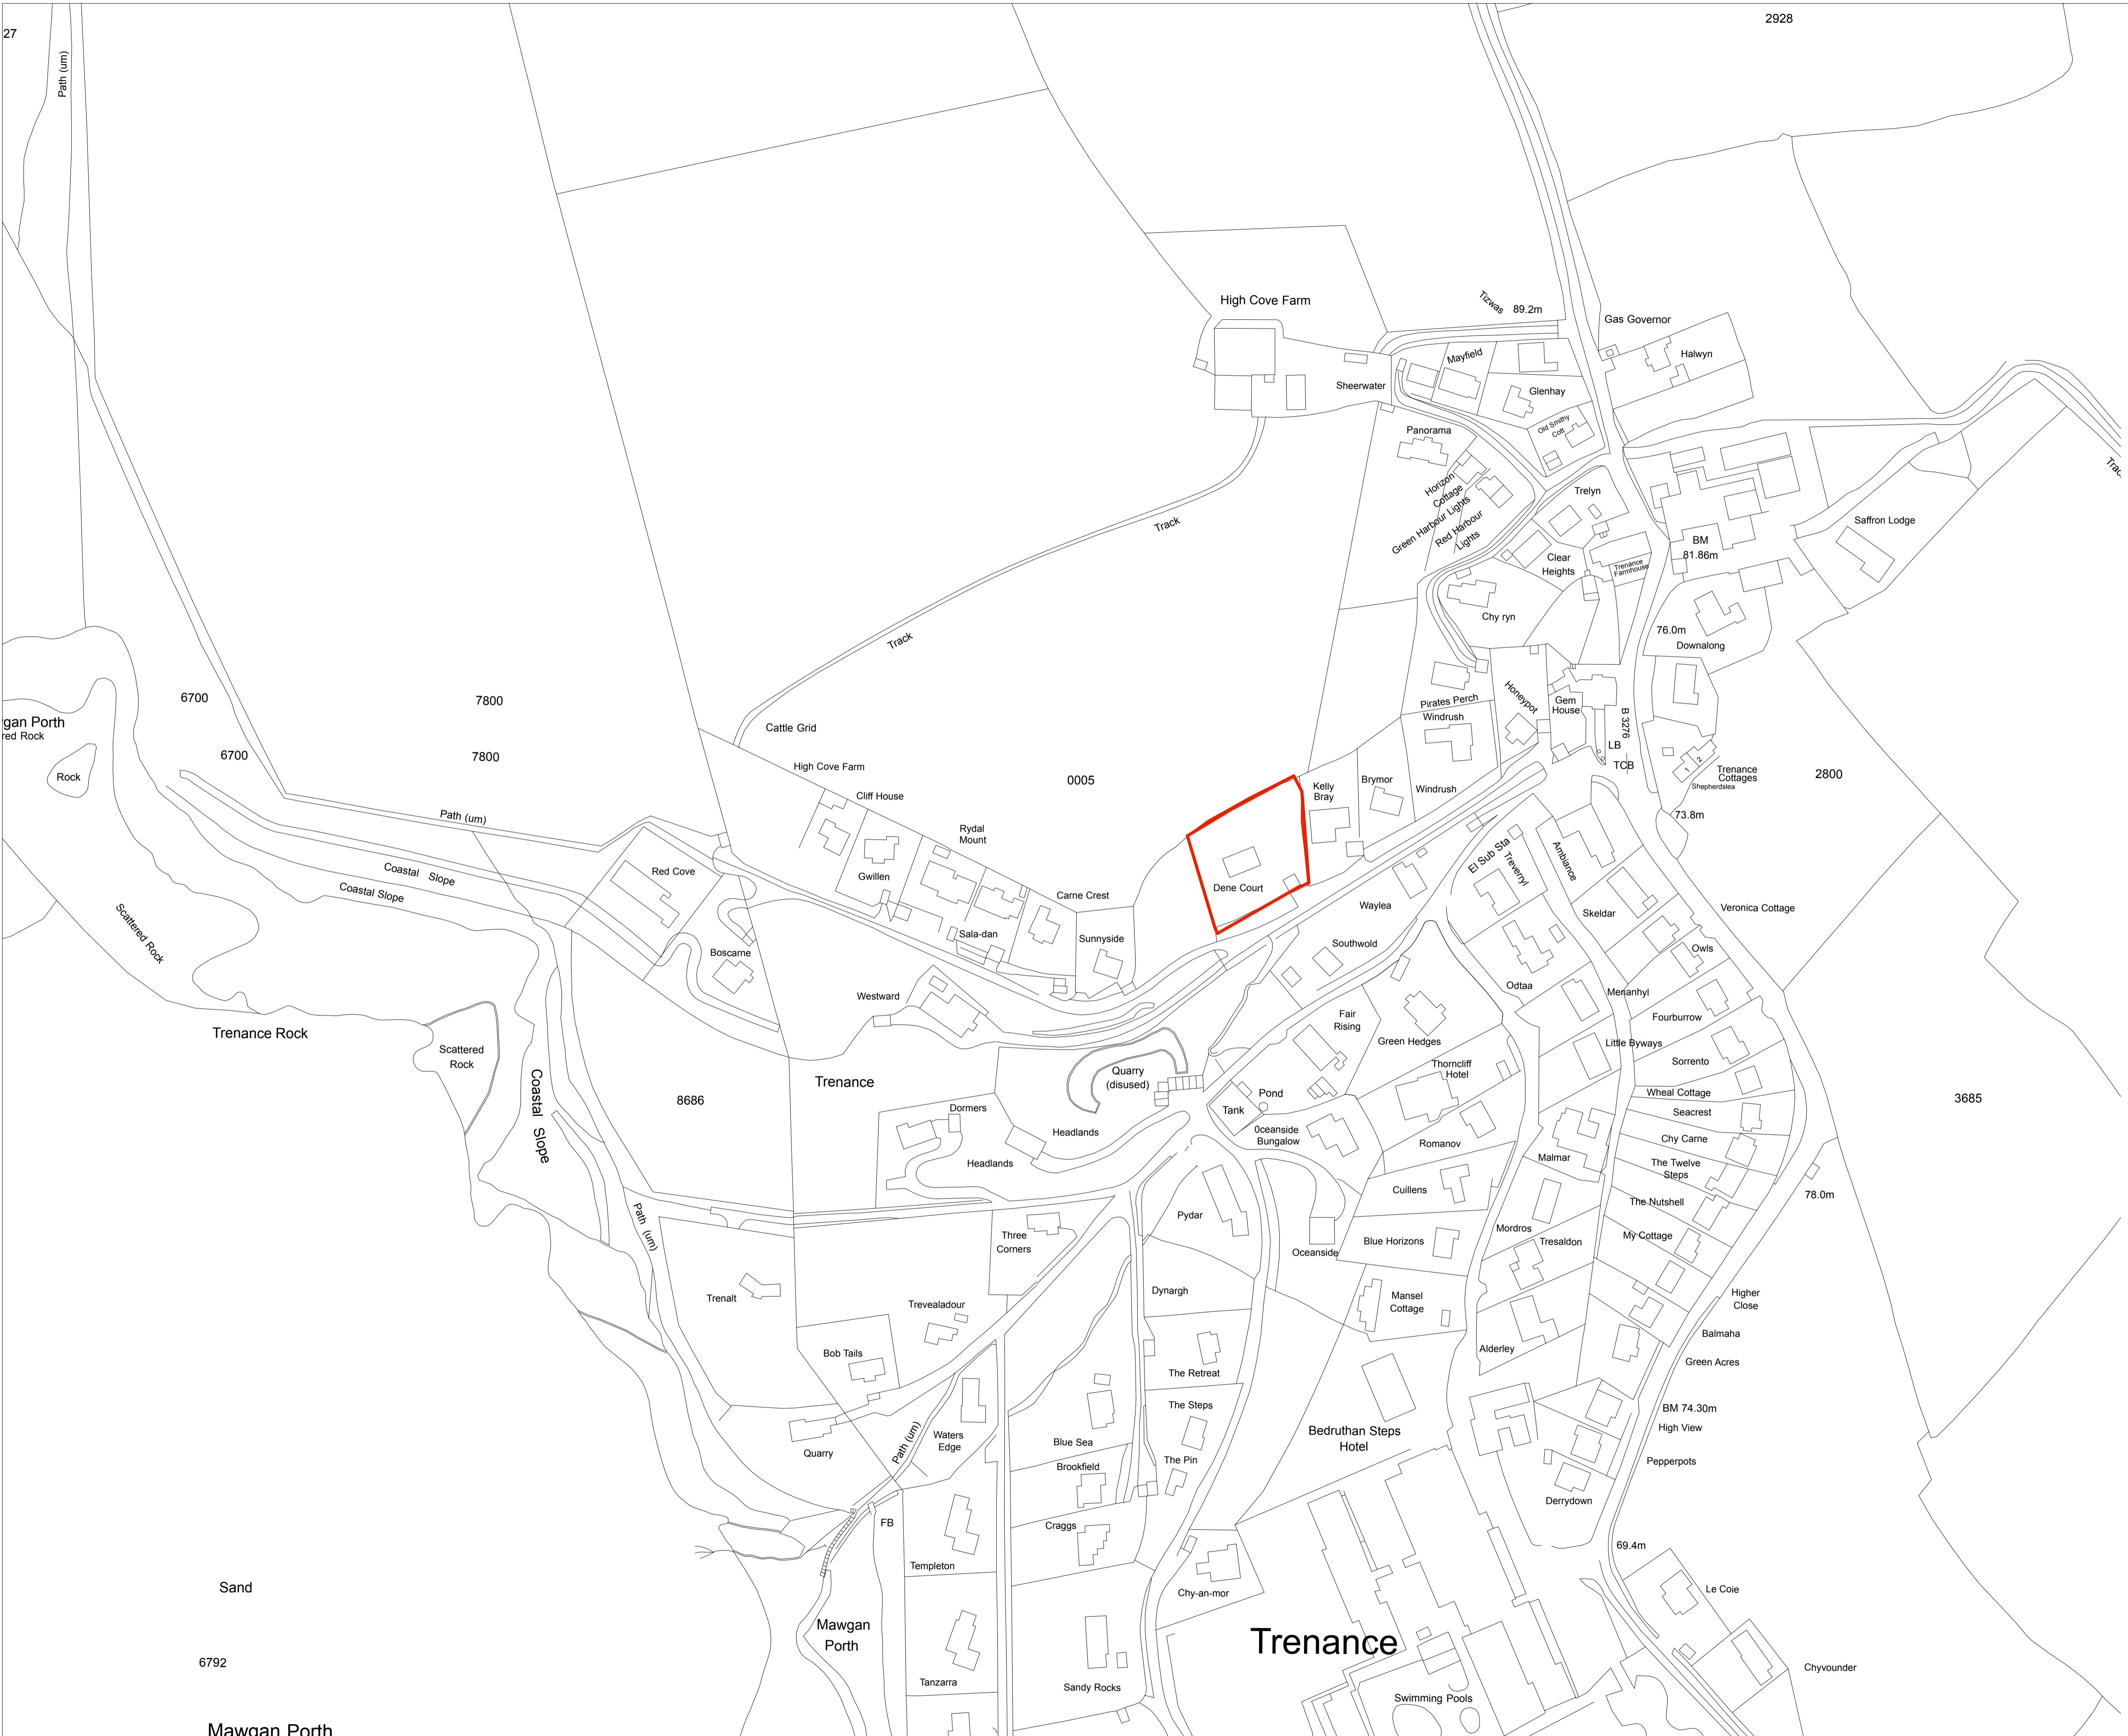 27
2928
Path (um)
High Cove Farm
Tizwas 89.2m
Gas Governor
Mayfield
Halwyn
Sheerwater
Glenhay
Old Smithy
Cott
Panorama
Horizon
Cottage
Green Harbour Lights
Red Harbour
Lights
Trelyn
Track
Saffron Lodge
BM
81.86m
Clear
Heights
Trenance
Farmhouse
Chy ryn
76.0m
Downalong
Track
6700
7800
Pirates Perch
Windrush
Honeypot
Gem
House
B 3276
LB
TCB
gan Porth
red Rock
Rock
6700
7800
Cattle Grid
High Cove Farm
0005
1
2
Trenance
Cottages
Shepherdslea
2800
Cliff House
Kelly
Bray
Brymor
Windrush
73.8m
Path (um)
Rydal
Mount
Coastal Slope
Coastal Slope
Red Cove
Gwillen
Carne Crest
Dene Court
Waylea
El Sub Sta
Treverryl
Ambiance
Skeldar
Veronica Cottage
Scattered Rock
Boscarne
Sala-dan
Sunnyside
Southwold
Owls
Westward
Odtaa
Menanhyl
Trenance Rock
Scattered
Rock
Fair
Rising
Green Hedges
Fourburrow
Little Byways
Coastal Slope
Trenance
Quarry
(disused)
Thorncliff
Hotel
Sorrento
8686
Pond
Tank
Wheal Cottage
3685
Dormers
Headlands
Oceanside
Bungalow
Romanov
Seacrest
Chy Carne
Headlands
Malmar
The Twelve
Steps
Cuillens
78.0m
Path (um)
Pydar
The Nutshell
Three
Corners
Mordros
Tresaldon
My Cottage
Oceanside
Blue Horizons
Trenalt
Trevealadour
Dynargh
Mansel
Cottage
Higher
Close
Balmaha
Bob Tails
Alderley
Green Acres
The Retreat
The Steps
BM 74.30m
High View
Path (um)
Waters
Edge
Blue Sea
Bedruthan Steps
Hotel
Quarry
Brookfield
The Pin
Pepperpots
Derrydown
FB
Craggs
69.4m
Templeton
Sand
Chy-an-mor
Le Coie
Mawgan
Porth
Trenance
6792
Tanzarra
Sandy Rocks
Chyvounder
Swimming Pools
Mawgan Porth